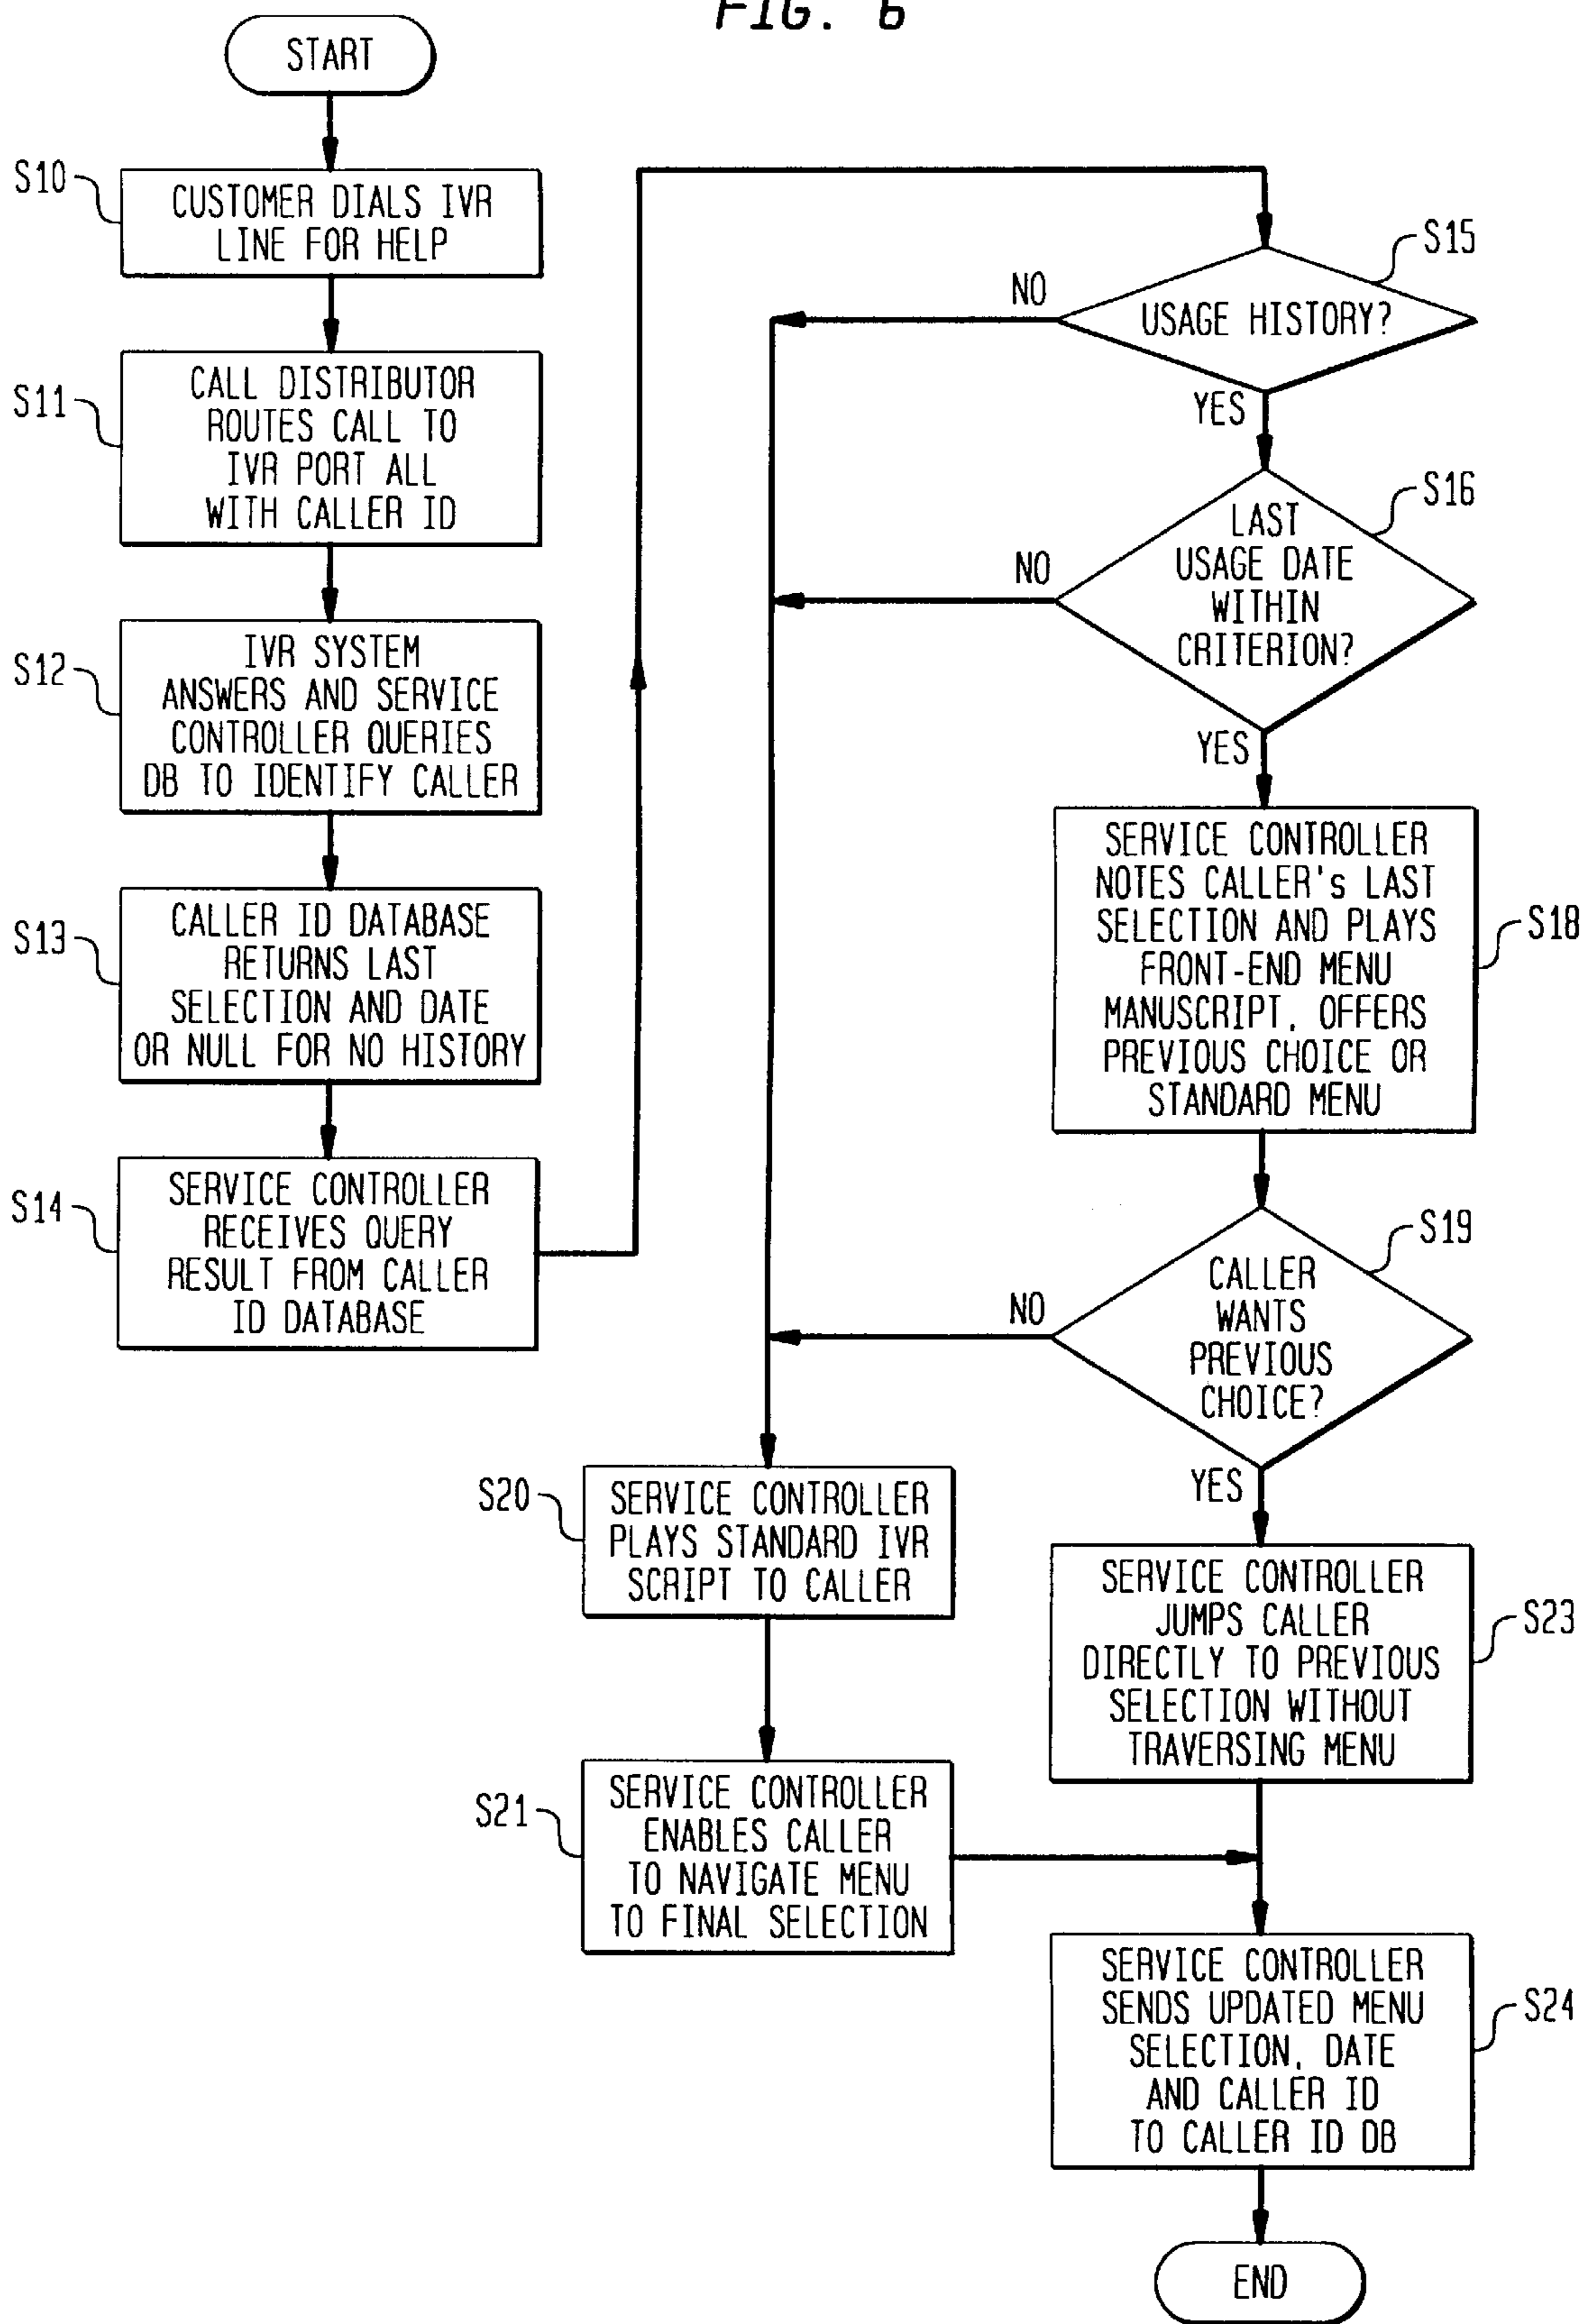 FIG. 6
START
S10
CUSTOMER DIALS IVR
LINE FOR HELP
S11
CALL DISTRIBUTOR
ROUTES CALL TO
IVR PORT ALL
WITH CALLER ID
S12
IVR SYSTEM
ANSWERS AND SERVICE
CONTROLLER QUERIES
DB TO IDENTIFY CALLER
S13
CALLER ID DATABASE
RETURNS LAST
SELECTION AND DATE
OR NULL FOR NO HISTORY
S14
SERVICE CONTROLLER
RECEIVES QUERY
RESULT FROM CALLER
ID DATABASE
S15
USAGE HISTORY?
NO
YES
S16
LAST
USAGE DATE
WITHIN
CRITERION?
NO
YES
S18
SERVICE CONTROLLER
NOTES CALLER's LAST
SELECTION AND PLAYS
FRONT-END MENU
MANUSCRIPT, OFFERS
PREVIOUS CHOICE OR
STANDARD MENU
S19
CALLER
WANTS
PREVIOUS
CHOICE?
NO
YES
S20
SERVICE CONTROLLER
PLAYS STANDARD IVR
SCRIPT TO CALLER
S21
SERVICE CONTROLLER
ENABLES CALLER
TO NAVIGATE MENU
TO FINAL SELECTION
S23
SERVICE CONTROLLER
JUMPS CALLER
DIRECTLY TO PREVIOUS
SELECTION WITHOUT
TRAVERSING MENU
S24
SERVICE CONTROLLER
SENDS UPDATED MENU
SELECTION, DATE
AND CALLER ID
TO CALLER ID DB
END